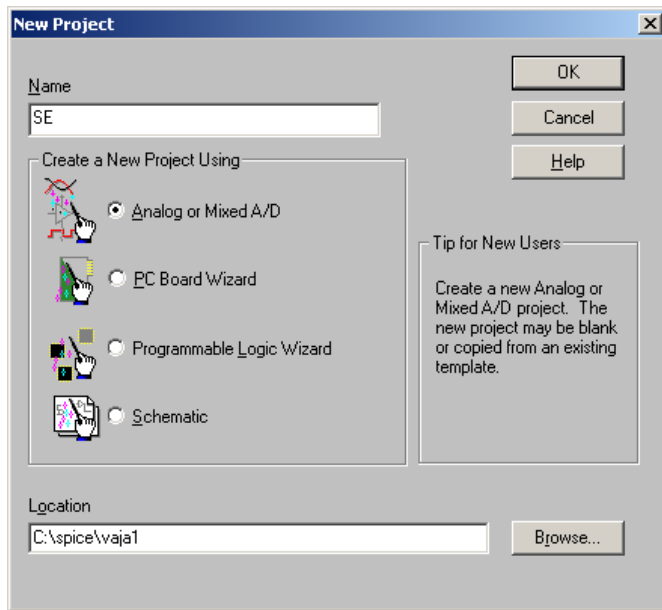 New Project
Name
SE
OK
Cancel
Help
Create a New Project Using
Analog or Mixed A/D
PC Board Wizard
Programmable Logic Wizard
Schematic
Tip for New Users
Create a new Analog or
Mixed A/D project. The
new project may be blank
or copied from an existing
template.
Location
C:\spice\vaja1
Browse...